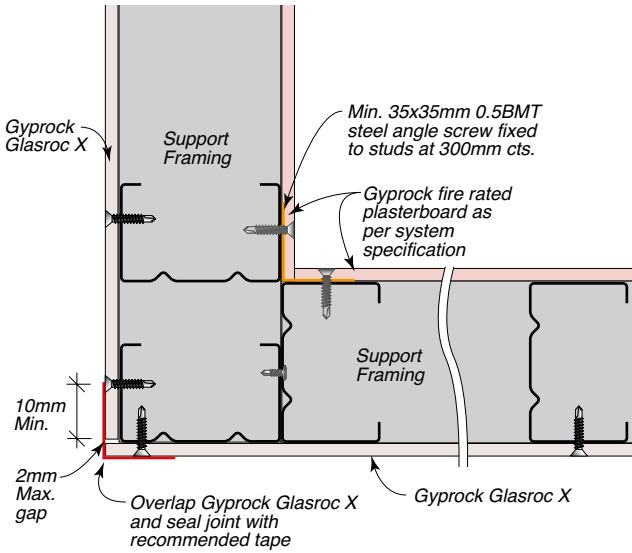 Gyprock
Glasroc X
Support
Framing
Min. 35x35mm 0.5BMT
steel angle screw fixed
to studs at 300mm cts.
Gyprock fire rated
plasterboard as
per system
specification
Support
Framing
10mm
Min.
2mm
Max.
gap
Overlap Gyprock Glasroc X
and seal joint with
recommended tape
Gyprock Glasroc X